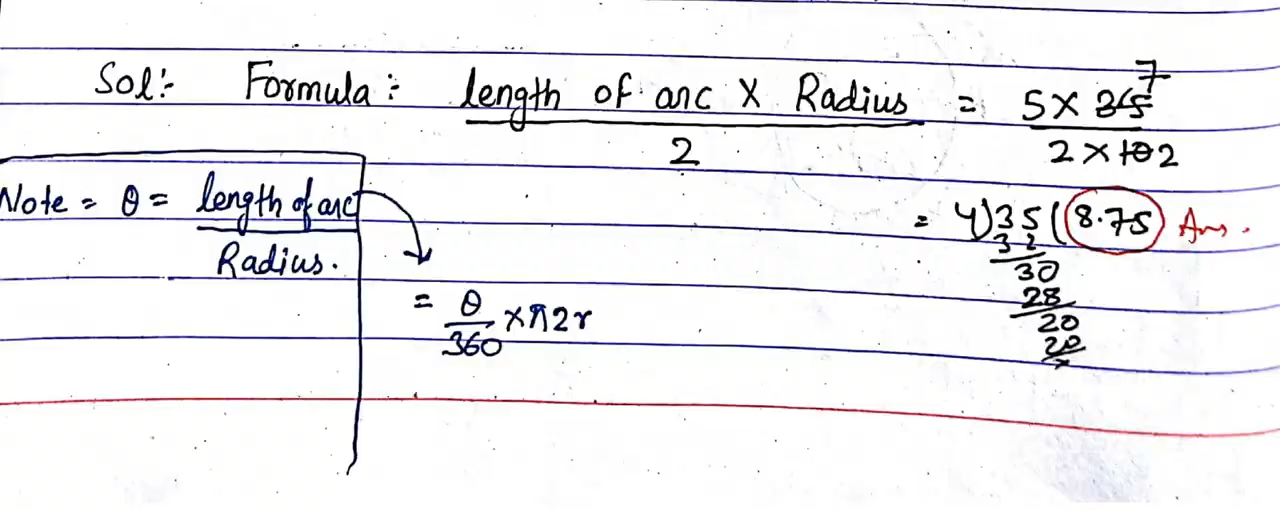 Sol:- Formula:- length of arc X Radius / 2 = 5 X 35 7 / 2 X 10 2
Note = θ = length of arc / Radius.
= θ / 360 × π2r
= 4)35(8.75 Ans.
32
30
28
20
20
×